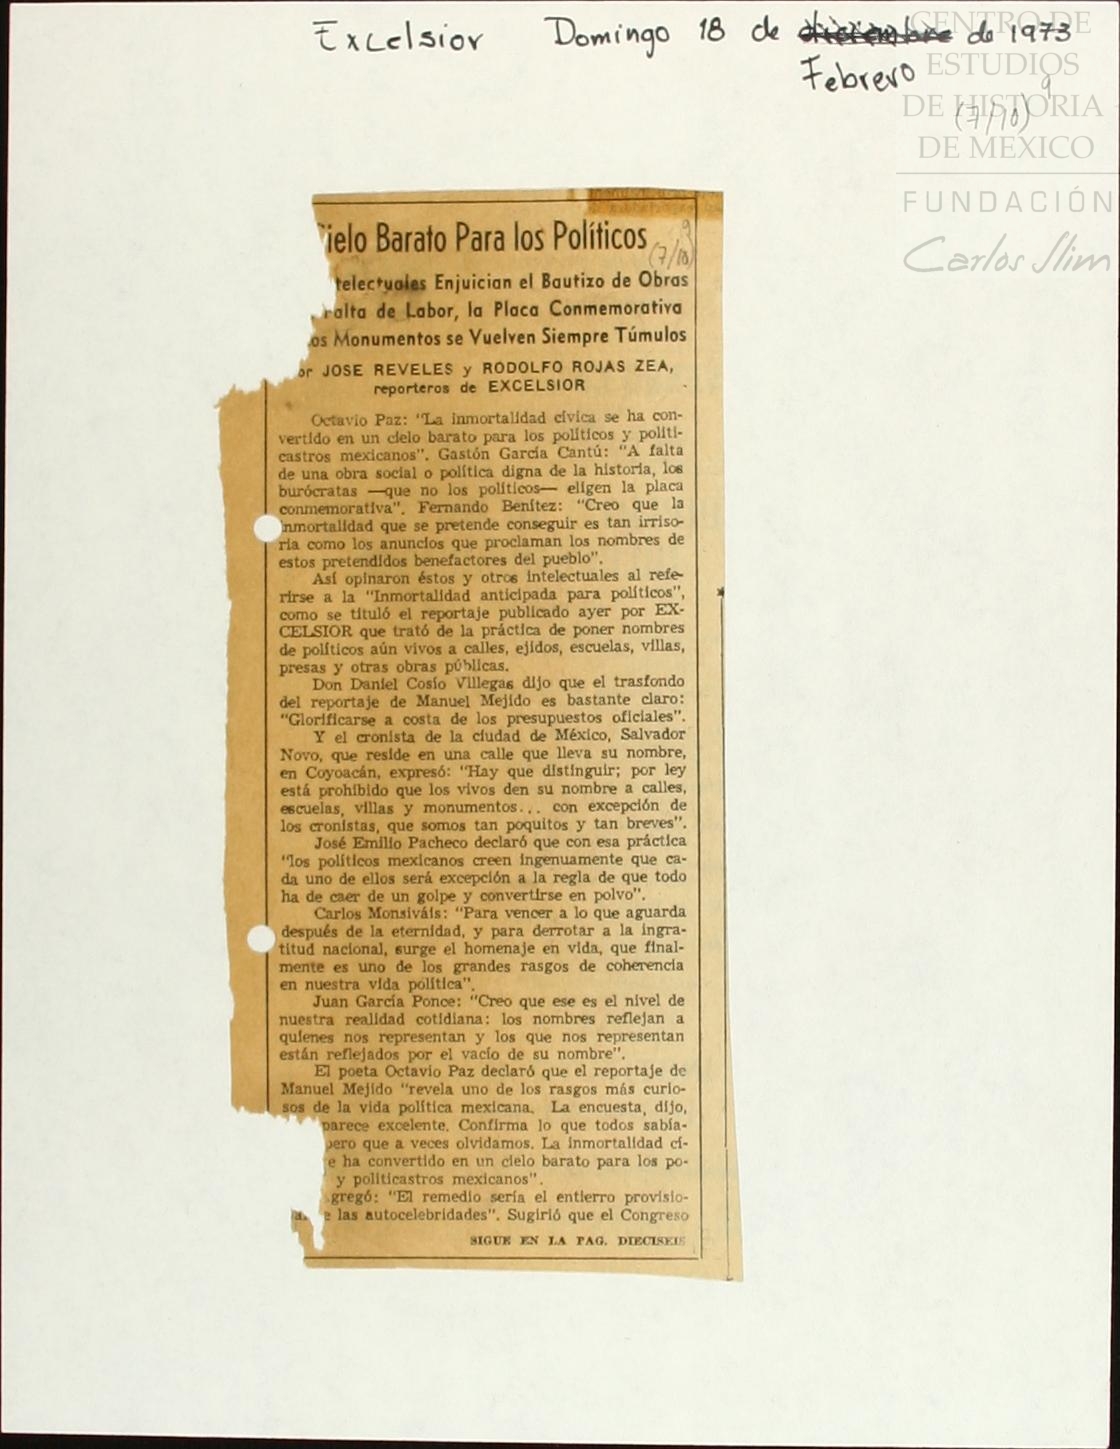 Excelsior Domingo 18 de diciembre de 1973
Febrero
9
(7/10)
CENTRO DE
ESTUDIOS
DE HISTORIA
DE MEXICO
FUNDACIÓN
Carlos Slim
ielo Barato Para los Políticos
9
(7/10)
telectuales Enjuician el Bautizo de Obras
alta de Labor, la Placa Conmemorativa
os Monumentos se Vuelven Siempre Túmulos
or JOSE REVELES y RODOLFO ROJAS ZEA,
reporteros de EXCELSIOR
Octavio Paz: "La inmortalidad cívica se ha con-
vertido en un cielo barato para los políticos y politi-
castros mexicanos". Gastón García Cantú: "A falta
de una obra social o política digna de la historia, los
burócratas —que no los políticos— eligen la placa
conmemorativa". Fernando Benítez: "Creo que la
inmortalidad que se pretende conseguir es tan irriso-
ria como los anuncios que proclaman los nombres de
estos pretendidos benefactores del pueblo".
Así opinaron éstos y otros intelectuales al refe-
rirse a la "Inmortalidad anticipada para políticos",
como se tituló el reportaje publicado ayer por EX-
CELSIOR que trató de la práctica de poner nombres
de políticos aún vivos a calles, ejidos, escuelas, villas,
presas y otras obras públicas.
Don Daniel Cosío Villegas dijo que el trasfondo
del reportaje de Manuel Mejido es bastante claro:
"Glorificarse a costa de los presupuestos oficiales".
Y el cronista de la ciudad de México, Salvador
Novo, que reside en una calle que lleva su nombre,
en Coyoacán, expresó: "Hay que distinguir; por ley
está prohibido que los vivos den su nombre a calles,
escuelas, villas y monumentos... con excepción de
los cronistas, que somos tan poquitos y tan breves".
José Emilio Pacheco declaró que con esa práctica
"los políticos mexicanos creen ingenuamente que ca-
da uno de ellos será excepción a la regla de que todo
ha de caer de un golpe y convertirse en polvo".
Carlos Monsiváis: "Para vencer a lo que aguarda
después de la eternidad, y para derrotar a la ingra-
titud nacional, surge el homenaje en vida, que final-
mente es uno de los grandes rasgos de coherencia
en nuestra vida política".
Juan García Ponce: "Creo que ese es el nivel de
nuestra realidad cotidiana: los nombres reflejan a
quienes nos representan y los que nos representan
están reflejados por el vacío de su nombre".
El poeta Octavio Paz declaró que el reportaje de
Manuel Mejido "revela uno de los rasgos más curio-
sos de la vida política mexicana. La encuesta, dijo,
parece excelente. Confirma lo que todos sabía-
pero que a veces olvidamos. La inmortalidad cí-
e ha convertido en un cielo barato para los po-
y politicastros mexicanos".
gregó: "El remedio sería el entierro provisio-
e las autocelebridades". Sugirió que el Congreso
SIGUE EN LA PAG. DIECISEIS